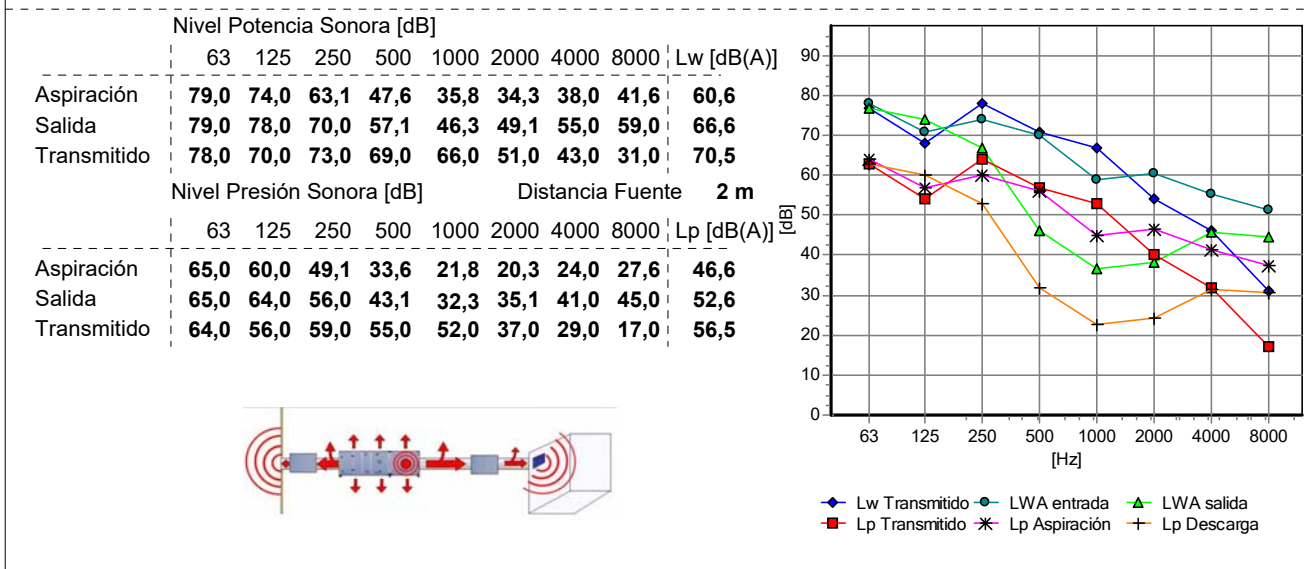 Nivel Potencia Sonora [dB]
63 125 250 500 1000 2000 4000 8000 Lw [dB(A)]
Aspiración 79,0 74,0 63,1 47,6 35,8 34,3 38,0 41,6 60,6
Salida 79,0 78,0 70,0 57,1 46,3 49,1 55,0 59,0 66,6
Transmitido 78,0 70,0 73,0 69,0 66,0 51,0 43,0 31,0 70,5
Nivel Presión Sonora [dB] Distancia Fuente 2 m
63 125 250 500 1000 2000 4000 8000 Lp [dB(A)]
Aspiración 65,0 60,0 49,1 33,6 21,8 20,3 24,0 27,6 46,6
Salida 65,0 64,0 56,0 43,1 32,3 35,1 41,0 45,0 52,6
Transmitido 64,0 56,0 59,0 55,0 52,0 37,0 29,0 17,0 56,5
90
80
70
60
50
40
30
20
10
0
[dB]
63 125 250 500 1000 2000 4000 8000
[Hz]
Lw Transmitido LWA entrada LWA salida
Lp Transmitido Lp Aspiración Lp Descarga